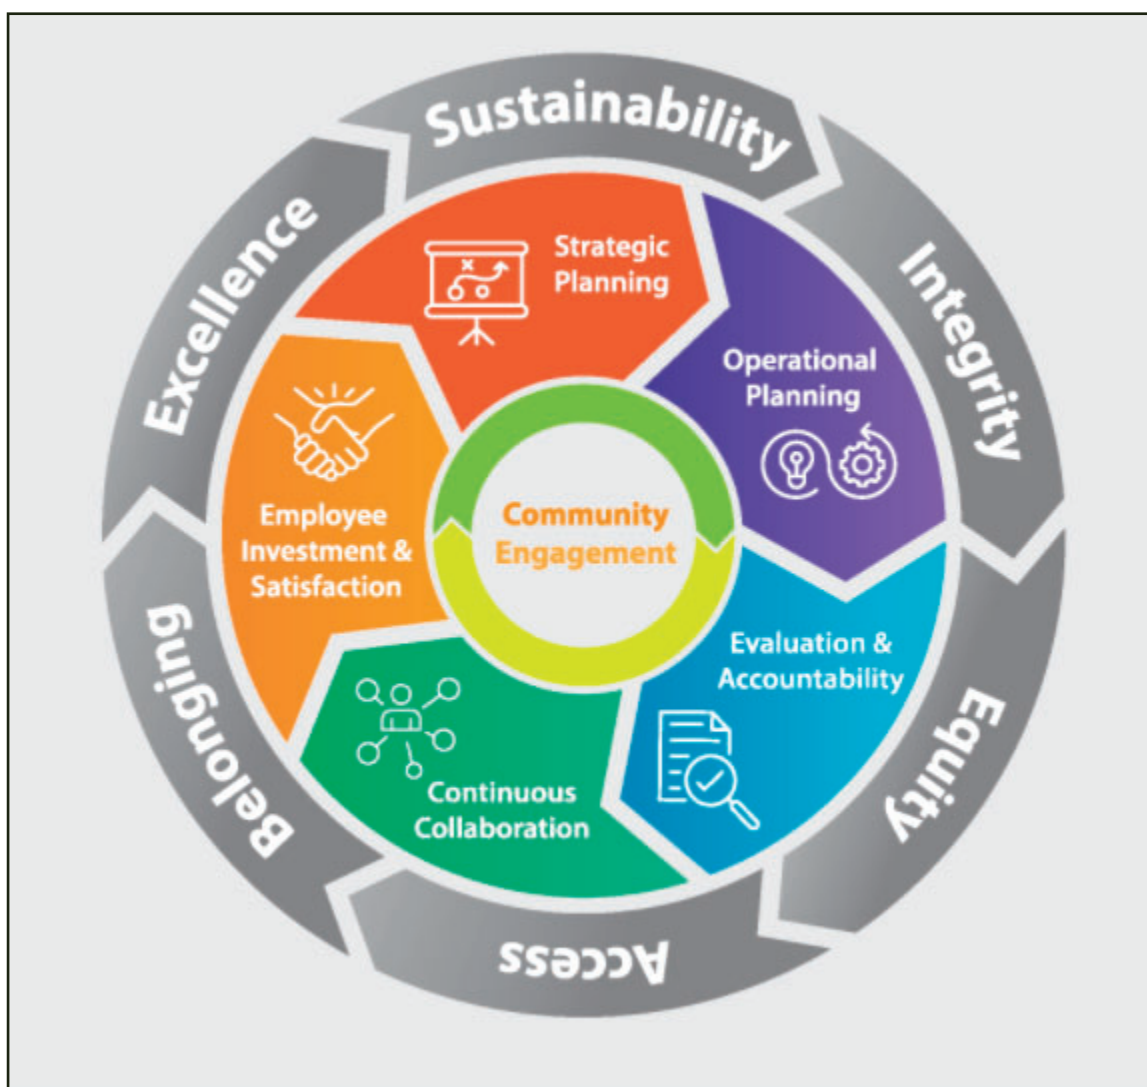 Sustainability
Integrity
Equity
Access
Belonging
Excellence
Strategic
Planning
Operational
Planning
Evaluation &
Accountability
Continuous
Collaboration
Employee
Investment &
Satisfaction
Community
Engagement